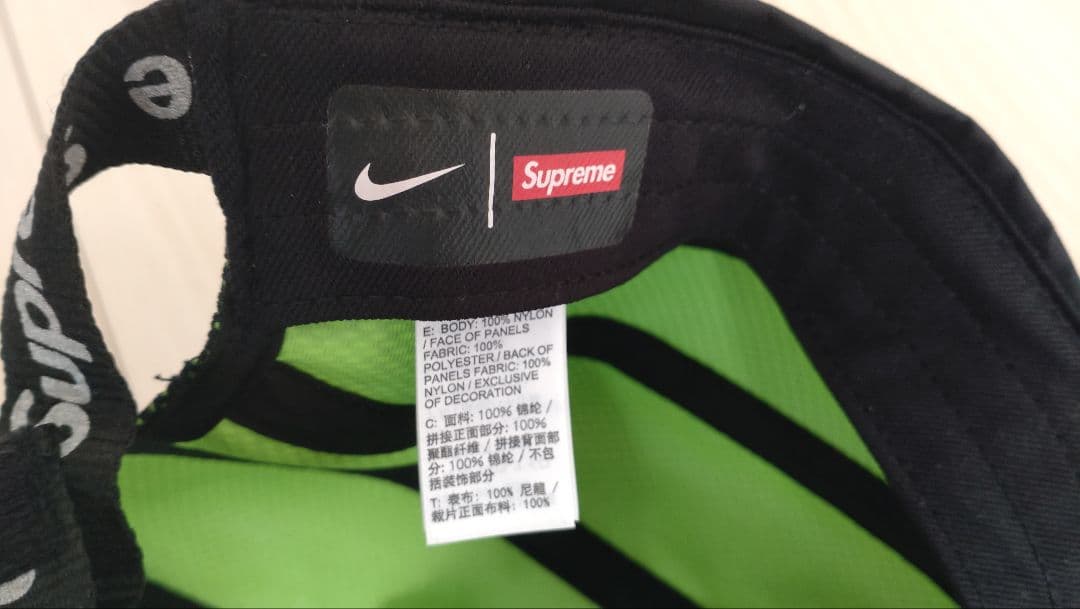 Supreme
Supr
E: BODY: 100% NYLON
/ FACE OF PANELS
FABRIC: 100%
POLYESTER / BACK OF
PANELS FABRIC: 100%
NYLON / EXCLUSIVE
OF DECORATION
C: 面料: 100% 锦纶 /
拼接正面部分: 100%
聚酯纤维 / 拼接背面部
分: 100% 锦纶 / 不包
括装饰部分
T: 表布: 100% 尼龍 /
裁片正面布料: 100%